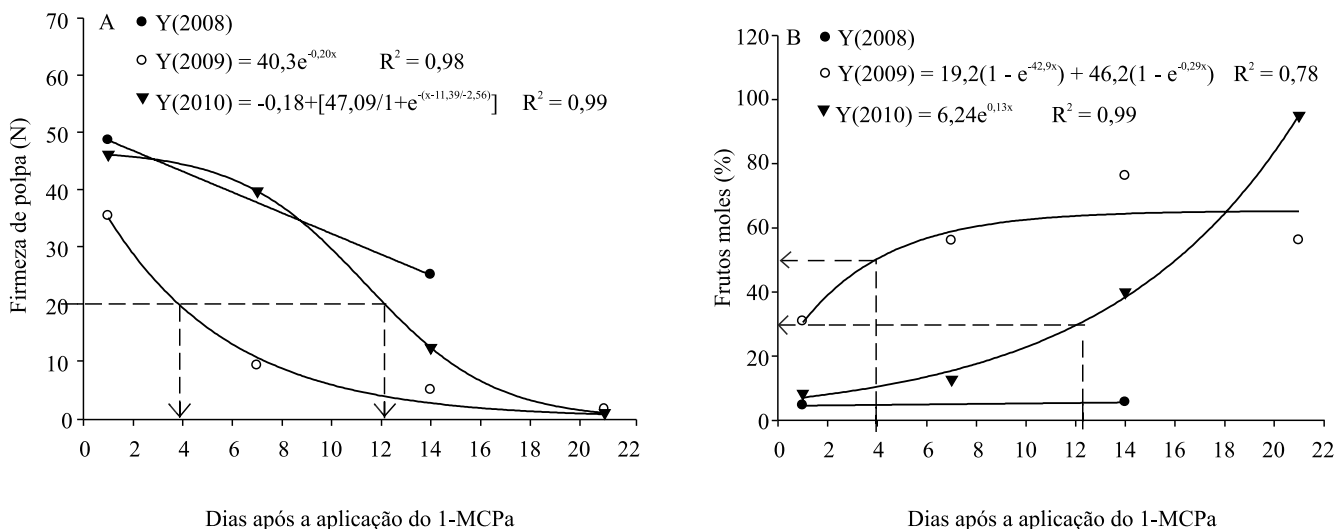 A
Y(2008)
Y(2009) = 40,3e^-0,20x R² = 0,98
Y(2010) = -0,18+[47,09/1+e^-(x-11,39/-2,56)] R² = 0,99
Firmeza de polpa (N)
70
60
50
40
30
20
10
0
0 2 4 6 8 10 12 14 16 18 20 22
Dias após a aplicação do 1-MCPa
B
Y(2008)
Y(2009) = 19,2(1 - e^-42,9x) + 46,2(1 - e^-0,29x) R² = 0,78
Y(2010) = 6,24e^0,13x R² = 0,99
Frutos moles (%)
120
100
80
60
40
20
0
0 2 4 6 8 10 12 14 16 18 20 22
Dias após a aplicação do 1-MCPa